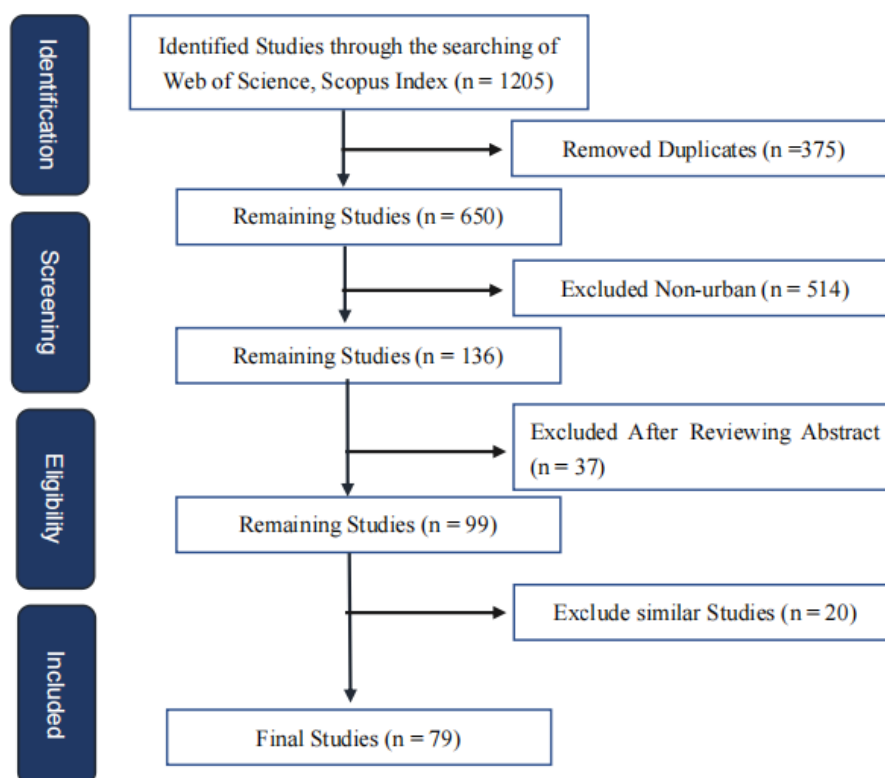 Identification
Identified Studies through the searching of
Web of Science, Scopus Index (n = 1205)
Removed Duplicates (n =375)
Remaining Studies (n = 650)
Screening
Excluded Non-urban (n = 514)
Remaining Studies (n = 136)
Eligibility
Excluded After Reviewing Abstract
(n = 37)
Remaining Studies (n = 99)
Included
Exclude similar Studies (n = 20)
Final Studies (n = 79)